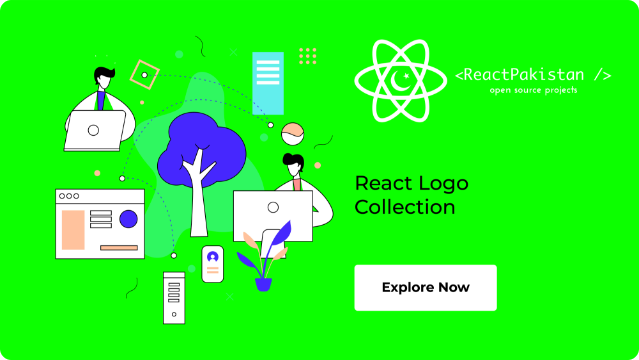 <ReactPakistan />
open source projects
React Logo
Collection
Explore Now